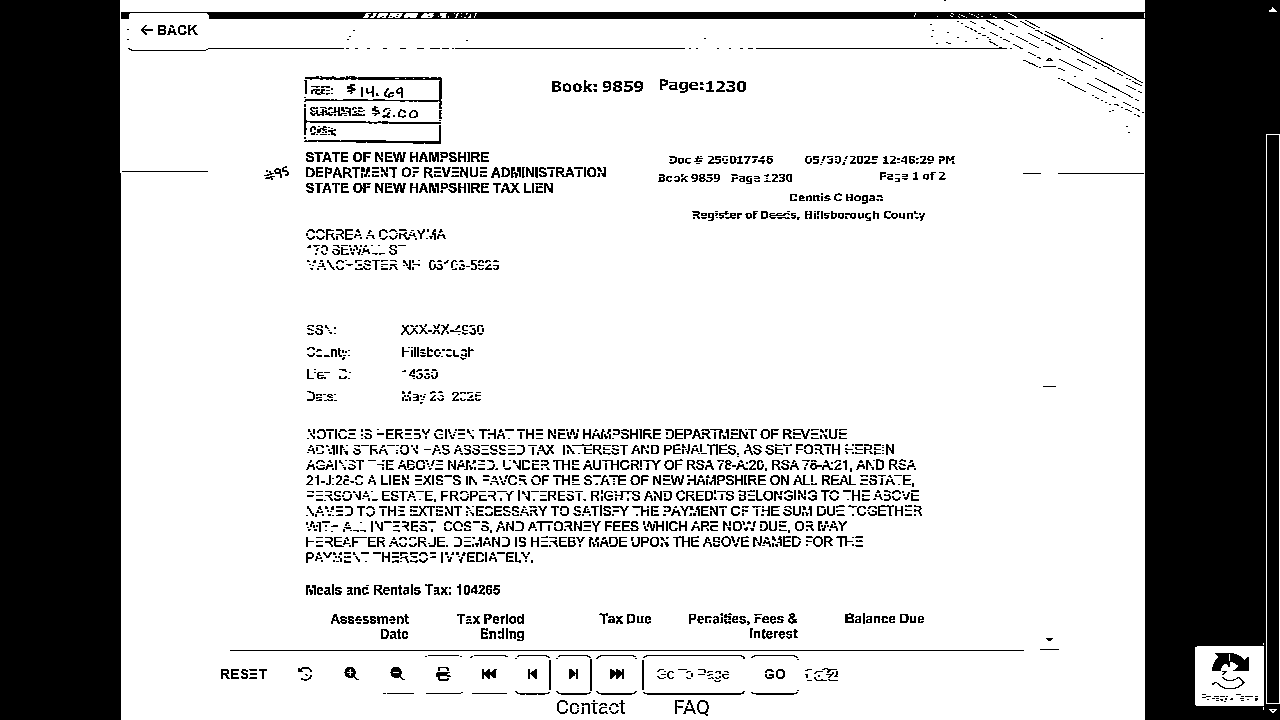 ← BACK
FEE: $14.69
SURCHARGE: $2.00
CASH:
Book: 9859 Page:1230
STATE OF NEW HAMPSHIRE
#95 DEPARTMENT OF REVENUE ADMINISTRATION
STATE OF NEW HAMPSHIRE TAX LIEN
Doc # 250017746 05/30/2025 12:46:29 PM
Book 9859 Page 1230 Page 1 of 2
Dennis C Hogan
Register of Deeds, Hillsborough County
CORREA A CORAYMA
170 SEWALL ST
MANCHESTER NH
SSN: XXX-XX-4930
County: Hillsborough
Lien ID:
Date: May 23 2025
NOTICE IS HEREBY GIVEN THAT THE NEW HAMPSHIRE DEPARTMENT OF REVENUE
ADMINISTRATION HAS ASSESSED TAX, INTEREST AND PENALTIES, AS SET FORTH HEREIN
AGAINST THE ABOVE NAMED. UNDER THE AUTHORITY OF RSA 78-A:20, RSA 78-A:21, AND RSA
21-J:28-C A LIEN EXISTS IN FAVOR OF THE STATE OF NEW HAMPSHIRE ON ALL REAL ESTATE,
PERSONAL ESTATE, PROPERTY INTEREST, RIGHTS AND CREDITS BELONGING TO THE ABOVE
NAMED TO THE EXTENT NECESSARY TO SATISFY THE PAYMENT OF THE SUM DUE TOGETHER
WITH ALL INTEREST, COSTS, AND ATTORNEY FEES WHICH ARE NOW DUE, OR MAY
HEREAFTER ACCRUE. DEMAND IS HEREBY MADE UPON THE ABOVE NAMED FOR THE
PAYMENT THEREOF IMMEDIATELY.
Meals and Rentals Tax: 104265
Assessment Date Tax Period Ending Tax Due Penalties, Fees & Interest Balance Due
RESET Go To Page GO
Contact FAQ
Privacy - Terms